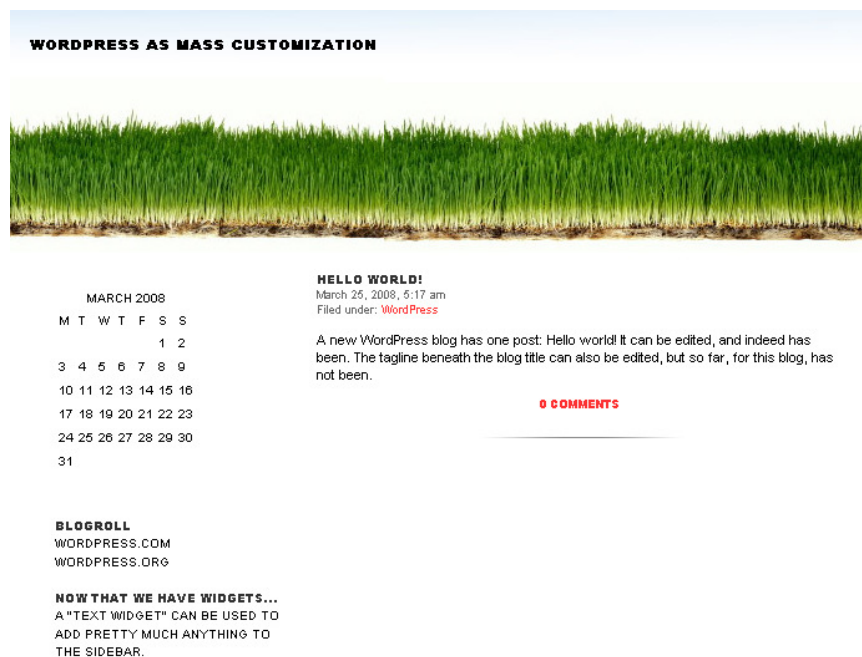 WORDPRESS AS MASS CUSTOMIZATION
MARCH 2008
M T W T F S S
1 2
3 4 5 6 7 8 9
10 11 12 13 14 15 16
17 18 19 20 21 22 23
24 25 26 27 28 29 30
31
BLOGROLL
WORDPRESS.COM
WORDPRESS.ORG
NOW THAT WE HAVE WIDGETS...
A "TEXT WIDGET" CAN BE USED TO
ADD PRETTY MUCH ANYTHING TO
THE SIDEBAR.
HELLO WORLD!
March 25, 2008, 5:17 am
Filed under: WordPress
A new WordPress blog has one post: Hello world! It can be edited, and indeed has
been. The tagline beneath the blog title can also be edited, but so far, for this blog, has
not been.
0 COMMENTS